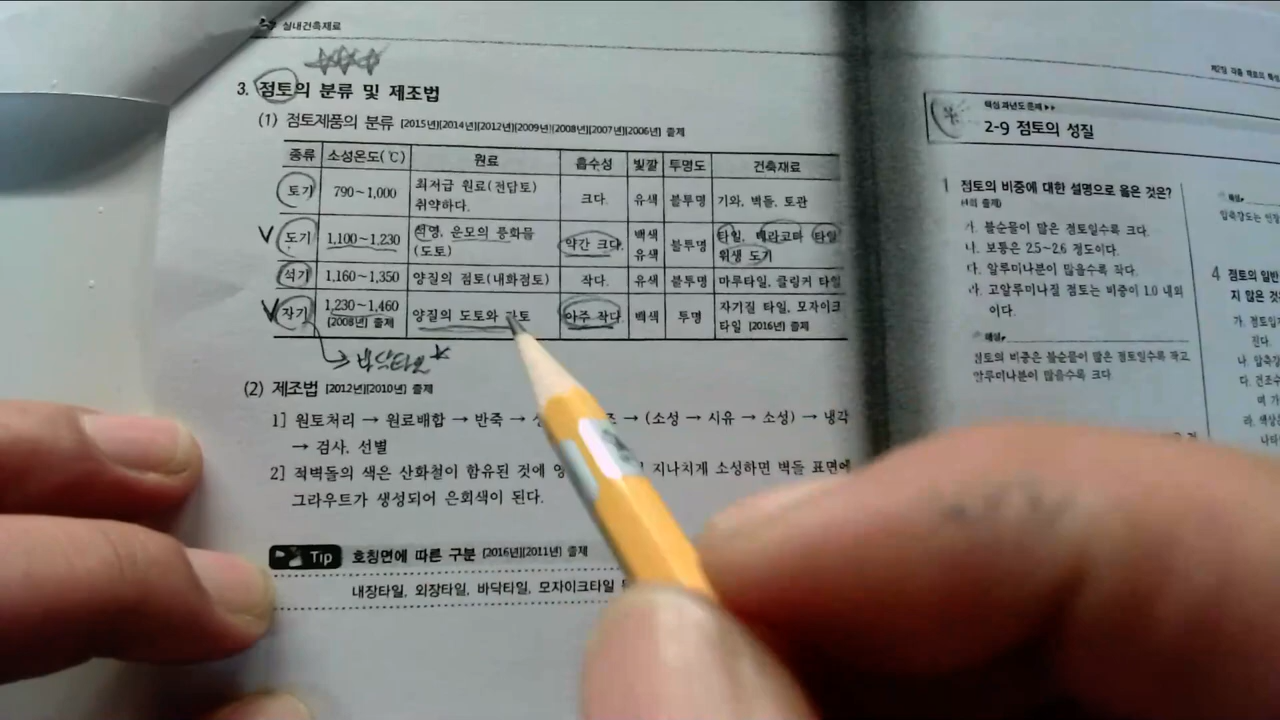 실내건축재료
3. 점토의 분류 및 제조법
(1) 점토제품의 분류 [2015년][2014년][2012년][2009년][2008년][2007년][2006년] 출제
종류 소성온도(℃) 원료 흡수성 빛깔 투명도 건축재료
토기 790~1,000 최저급 원료(전답토) 취약하다. 크다. 유색 불투명 기와, 벽돌, 토관
도기 1,100~1,230 운모의 풍화물 (도토) 약간 크다. 백색 유색 불투명 타일, 테라코타 타일 위생 도기
석기 1,160~1,350 양질의 점토(내화점토) 작다. 유색 불투명 마루타일, 클링커 타일
자기 1,230~1,460 [2008년] 출제 양질의 도토와 아주 작다. 백색 투명 자기질 타일, 모자이크 타일 [2016년] 출제
(2) 제조법 [2012년][2010년] 출제
1] 원토처리 → 원료배합 → 반죽 → → (소성 → 시유 → 소성) → 냉각
→ 검사, 선별
2] 적벽돌의 색은 산화철이 함유된 것에 지나치게 소성하면 벽돌 표면에
그라우트가 생성되어 은회색이 된다.
Tip 호칭면에 따른 구분 [2016년][2011년] 출제
내장타일, 외장타일, 바닥타일, 모자이크타일
핵심 과년도 문제 ▸▸
2-9 점토의 성질
1 점토의 비중에 대한 설명으로 옳은 것은?
가. 불순물이 많은 점토일수록 크다.
나. 보통은 2.5~2.6 정도이다.
다. 알루미나분이 많을수록 작다.
라. 고알루미나질 점토는 비중이 1.0 내외
이다.
해설
점토의 비중은 불순물이 많은 점토일수록 작고
알루미나분이 많을수록 크다.
4 점토의 일반
지 않은 것